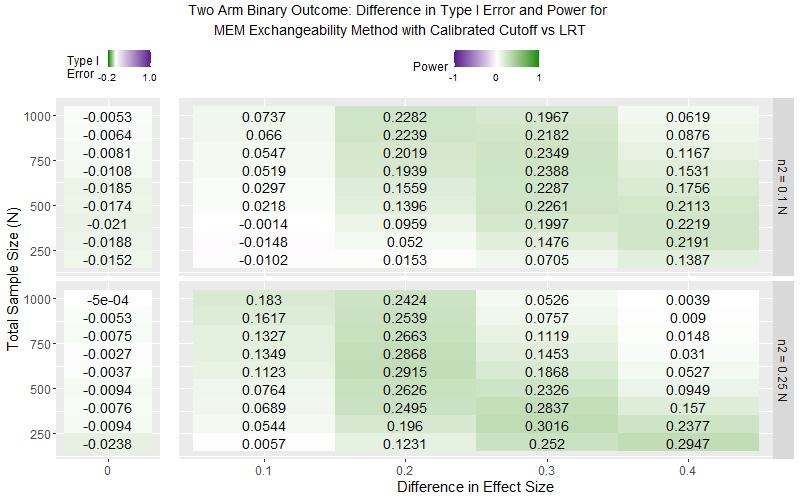 Two Arm Binary Outcome: Difference in Type I Error and Power for
MEM Exchangeability Method with Calibrated Cutoff vs LRT
Type I
Error -0.2 1.0
Power -1 0 1
Total Sample Size (N)
1000 -0.0053 0.0737 0.2282 0.1967 0.0619
-0.0064 0.066 0.2239 0.2182 0.0876
750 -0.0081 0.0547 0.2019 0.2349 0.1167
-0.0108 0.0519 0.1939 0.2388 0.1531
-0.0185 0.0297 0.1559 0.2287 0.1756
500 -0.0174 0.0218 0.1396 0.2261 0.2113
-0.021 -0.0014 0.0959 0.1997 0.2219
-0.0188 -0.0148 0.052 0.1476 0.2191
250 -0.0152 -0.0102 0.0153 0.0705 0.1387
n2 = 0.1 N
1000 -5e-04 0.183 0.2424 0.0526 0.0039
-0.0053 0.1617 0.2539 0.0757 0.009
750 -0.0075 0.1327 0.2663 0.1119 0.0148
-0.0027 0.1349 0.2868 0.1453 0.031
-0.0037 0.1123 0.2915 0.1868 0.0527
500 -0.0094 0.0764 0.2626 0.2326 0.0949
-0.0076 0.0689 0.2495 0.2837 0.157
-0.0094 0.0544 0.196 0.3016 0.2377
250 -0.0238 0.0057 0.1231 0.252 0.2947
n2 = 0.25 N
0 0.1 0.2 0.3 0.4
Difference in Effect Size